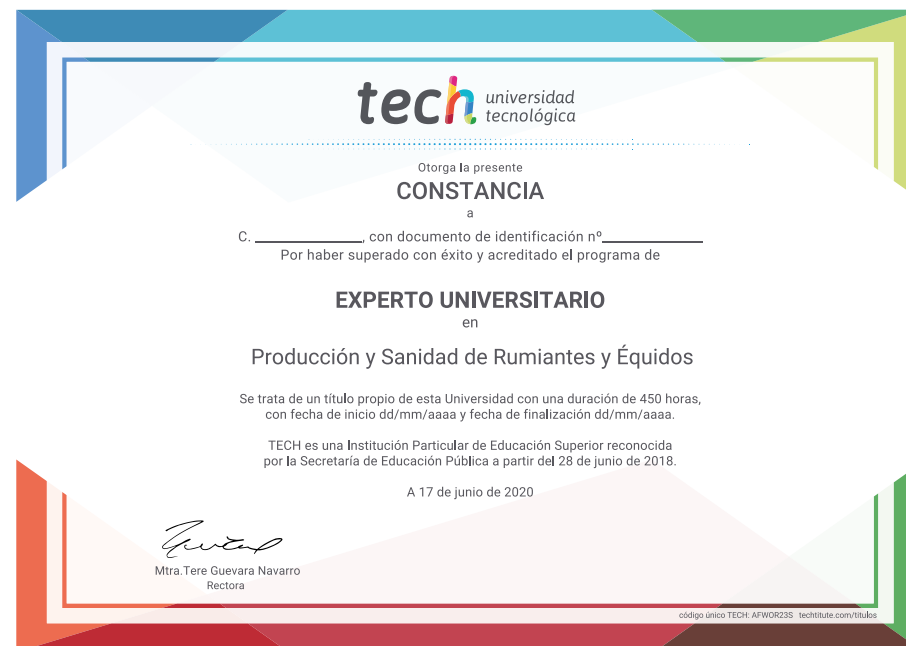 tech universidad
tecnológica
Otorga la presente
CONSTANCIA
a
C. ______________, con documento de identificación nº_____________
Por haber superado con éxito y acreditado el programa de
EXPERTO UNIVERSITARIO
en
Producción y Sanidad de Rumiantes y Équidos
Se trata de un título propio de esta Universidad con una duración de 450 horas,
con fecha de inicio dd/mm/aaaa y fecha de finalización dd/mm/aaaa.
TECH es una Institución Particular de Educación Superior reconocida
por la Secretaría de Educación Pública a partir del 28 de junio de 2018.
A 17 de junio de 2020
Mtra.Tere Guevara Navarro
Rectora
código único TECH: AFWOR23S techtitute.com/títulos